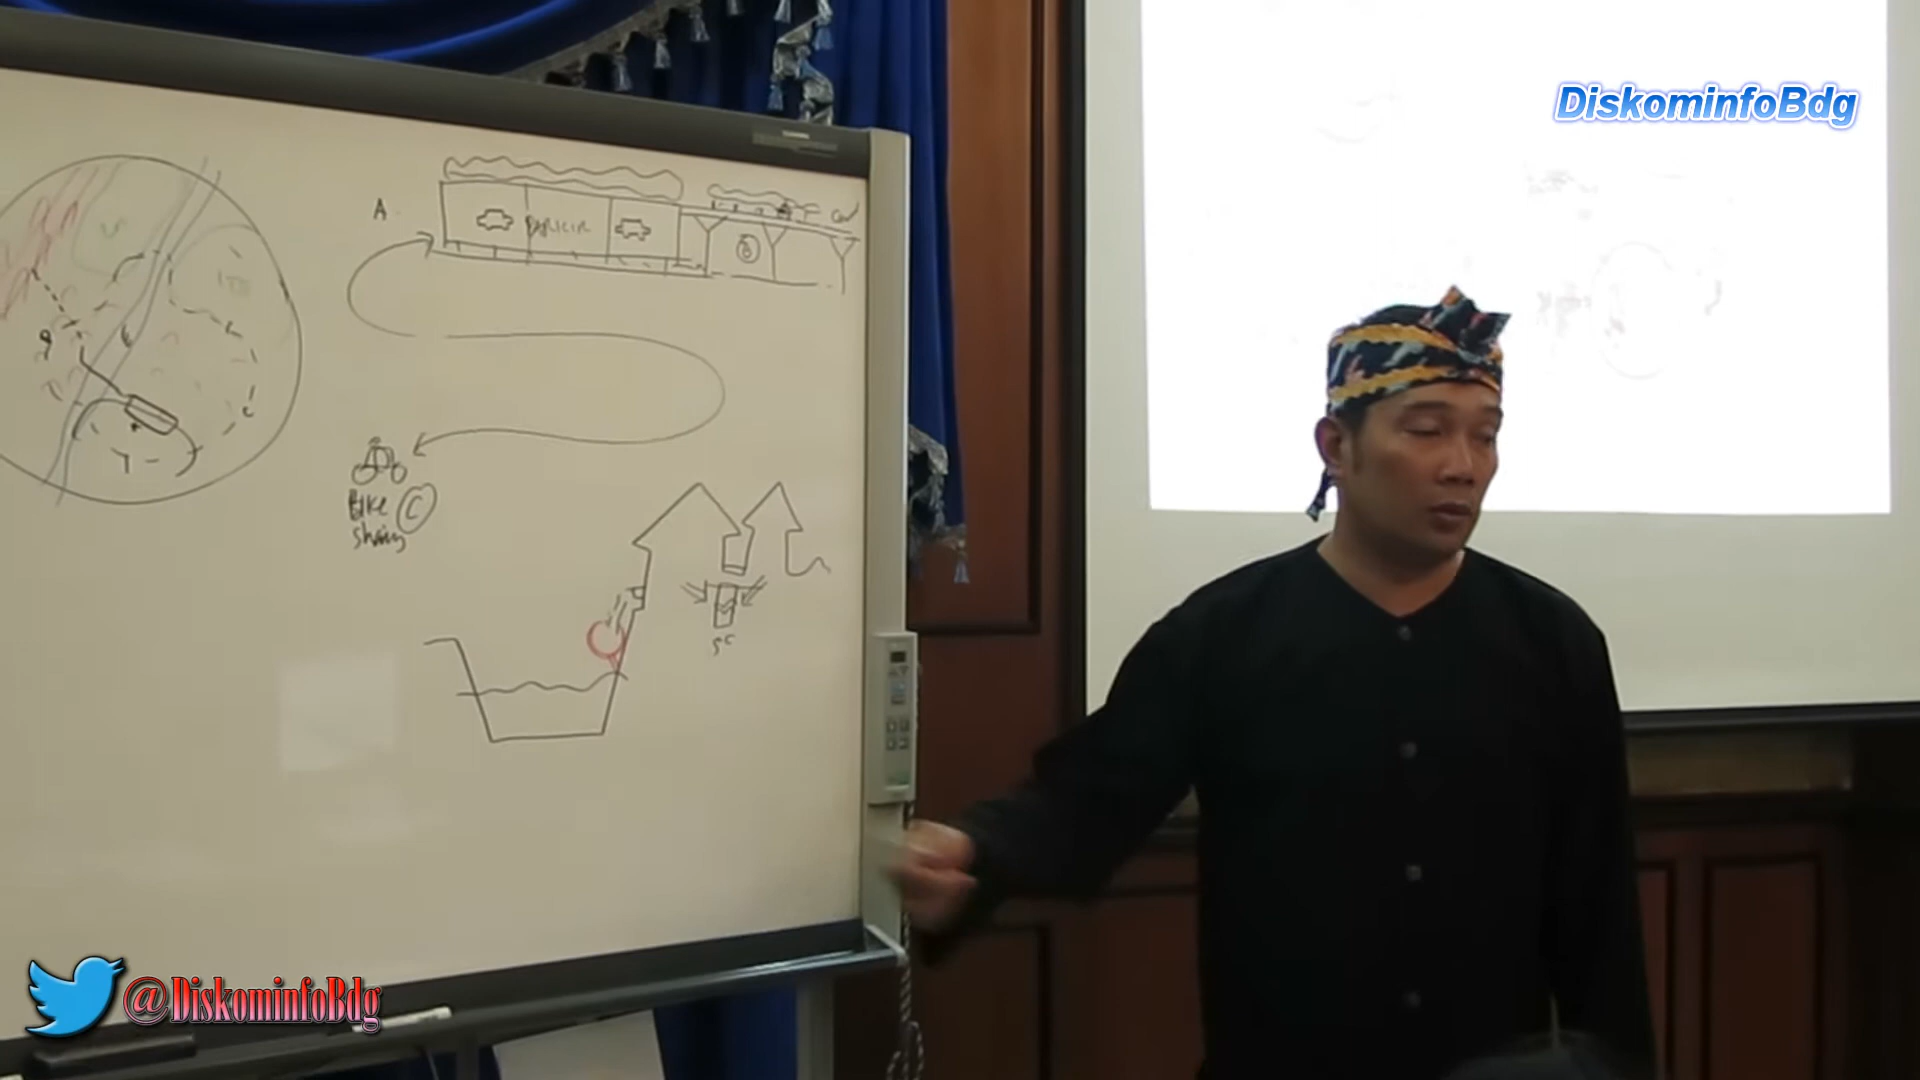 DiskominfoBdg
A
PARKIR
Bike C
sharing
@DiskominfoBdg